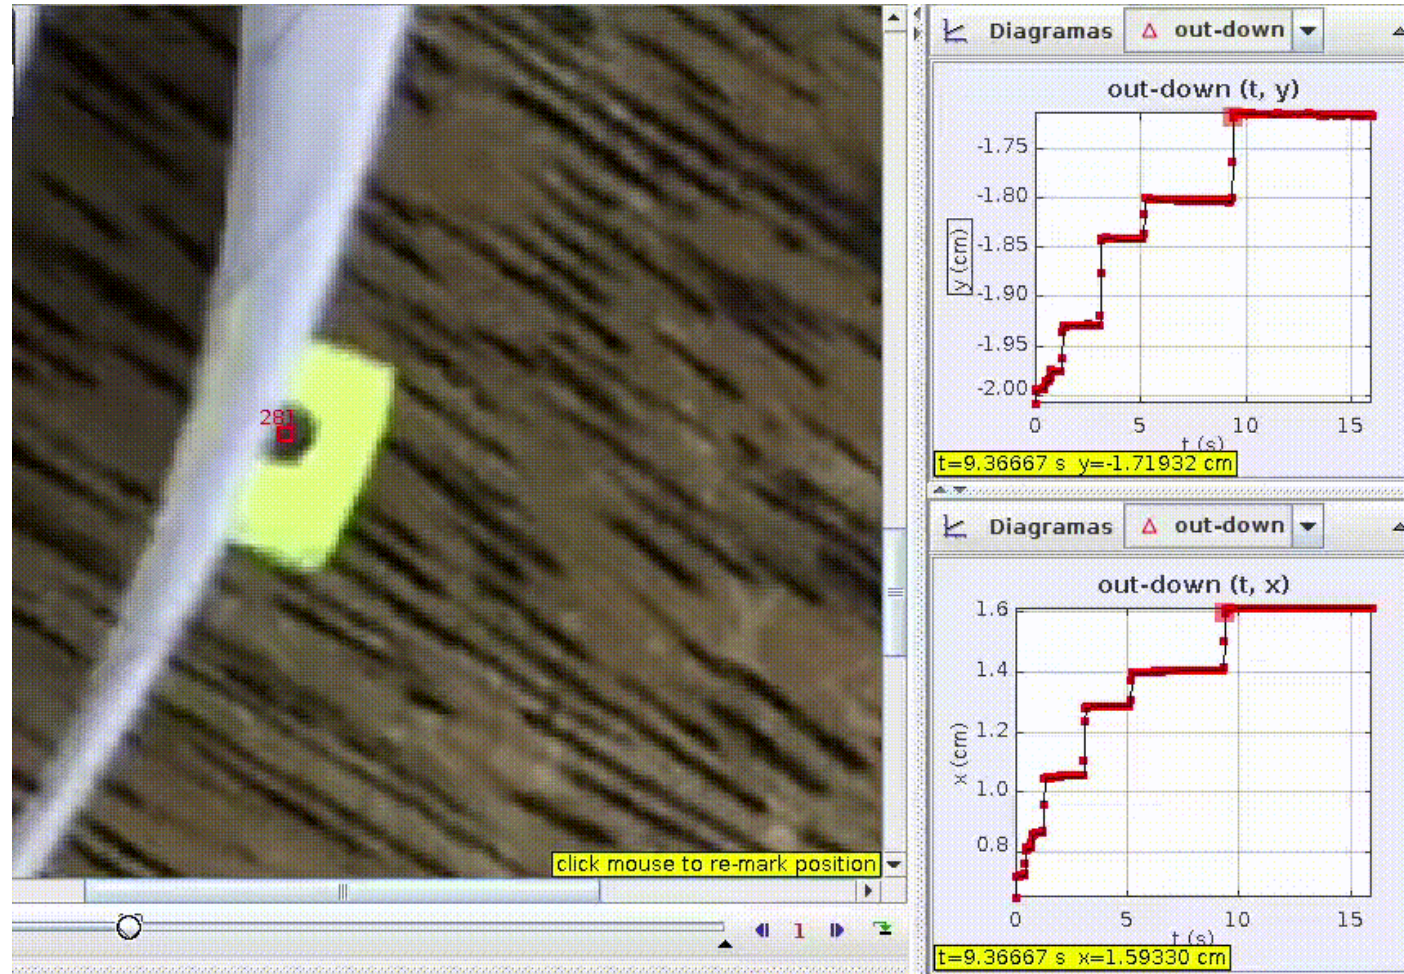 Diagramas
out-down
out-down (t, y)
-1.75
-1.80
-1.85
-1.90
-1.95
-2.00
y (cm)
0
5
10
15
t (s)
t=9.36667 s y=-1.71932 cm
281
click mouse to re-mark position
1
Diagramas
out-down
out-down (t, x)
1.6
1.4
1.2
1.0
0.8
x (cm)
0
5
10
15
t (s)
t=9.36667 s x=1.59330 cm